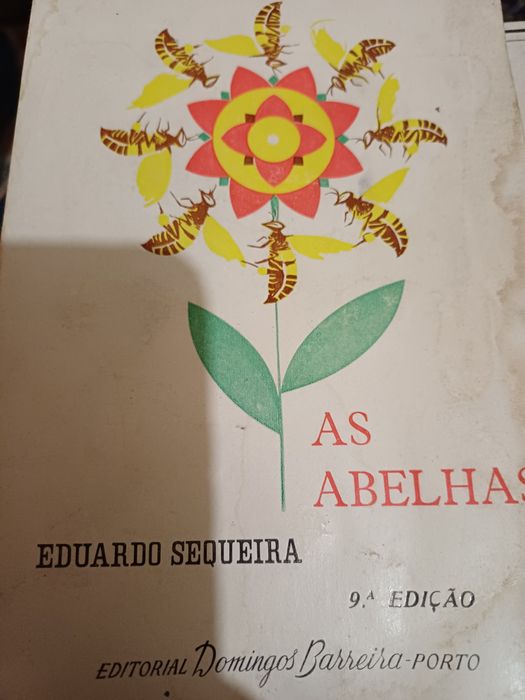 AS
ABELHAS
EDUARDO SEQUEIRA
9.ª EDIÇÃO
EDITORIAL Domingos Barreira-PORTO